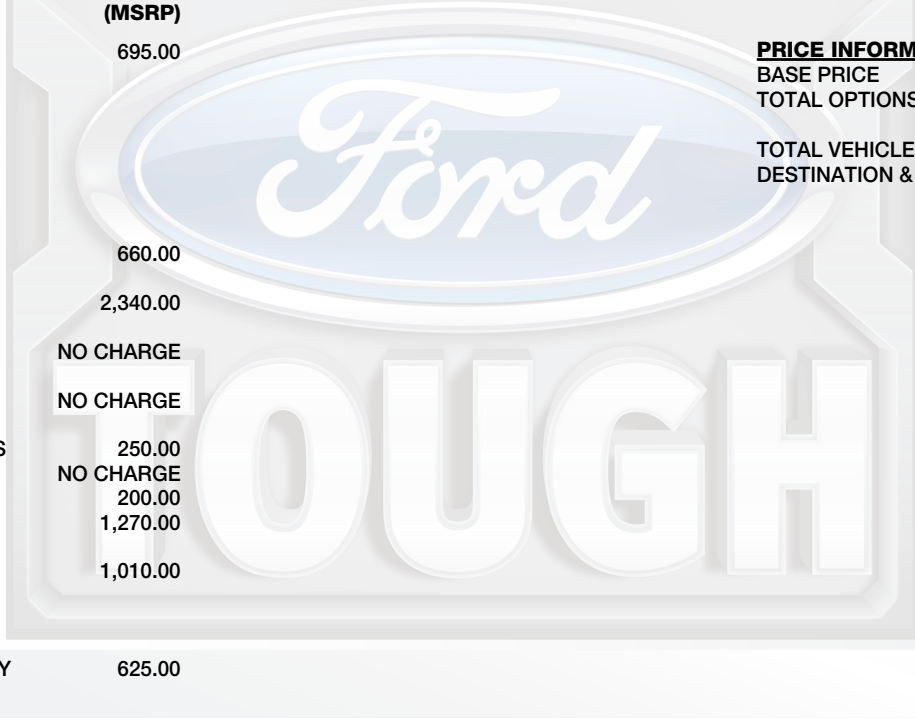 (MSRP)
695.00
660.00
2,340.00
NO CHARGE
NO CHARGE
S 250.00
NO CHARGE
200.00
1,270.00
1,010.00
Y 625.00
PRICE INFORM
BASE PRICE
TOTAL OPTIONS
TOTAL VEHICLE
DESTINATION &
Ford
TOUGH